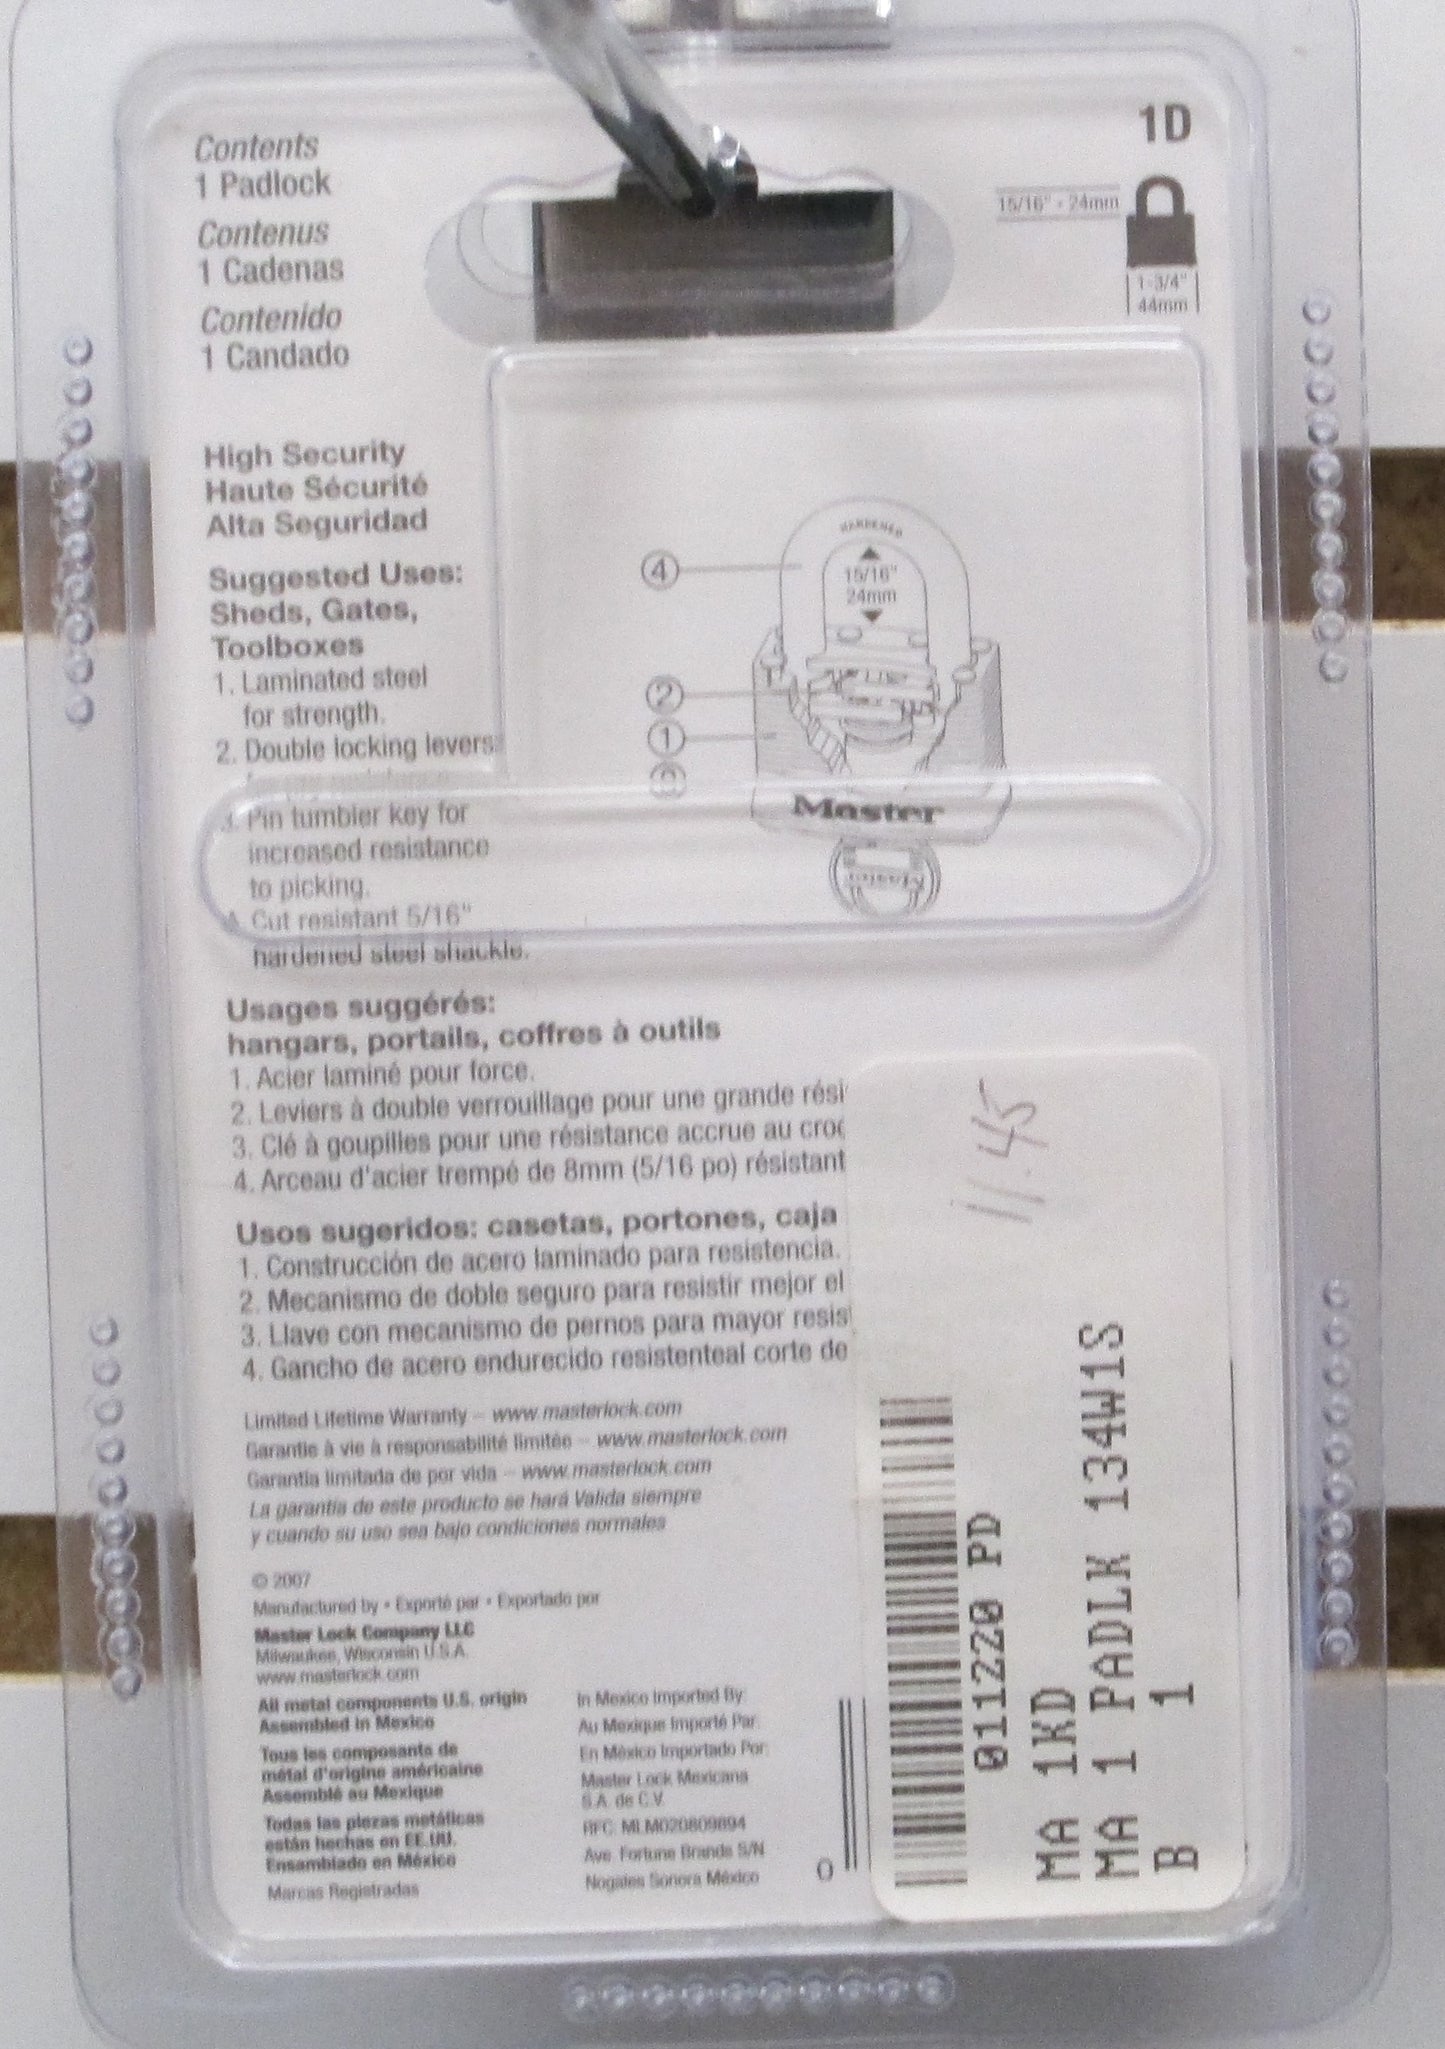 Contents
1 Padlock
Contenus
1 Cadenas
Contenido
1 Candado
1D
15/16" - 24mm
1-3/4"
44mm
High Security
Haute Sécurité
Alta Seguridad
Suggested Uses:
Sheds, Gates,
Toolboxes
1. Laminated steel
for strength.
2. Double locking levers
3. Pin tumbler key for
increased resistance
to picking.
4. Cut resistant 5/16"
hardened steel shackle.
HARDENED
15/16"
24mm
4
2
1
Master
Usages suggérés:
hangars, portails, coffres à outils
1. Acier laminé pour force.
2. Leviers à double verrouillage pour une grande rési
3. Clé à goupilles pour une résistance accrue au croc
4. Arceau d'acier trempé de 8mm (5/16 po) résistant
Usos sugeridos: casetas, portones, caja
1. Construcción de acero laminado para resistencia.
2. Mecanismo de doble seguro para resistir mejor el
3. Llave con mecanismo de pernos para mayor resis
4. Gancho de acero endurecido resistenteal corte de
Limited Lifetime Warranty – www.masterlock.com
Garantie à vie à responsabilité limitée – www.masterlock.com
Garantía limitada de por vida – www.masterlock.com
La garantía de este producto se hará Valida siempre
y cuando su uso sea bajo condiciones normales
© 2007
Manufactured by • Exporté par • Exportado por
Master Lock Company LLC
Milwaukee, Wisconsin U.S.A.
www.masterlock.com
All metal components U.S. origin
Assembled in Mexico
Tous les composants de
métal d'origine américaine
Assemblé au Mexique
Todas las piezas metálicas
están hechas en EE.UU.
Ensamblado en México
Marcas Registradas
In Mexico Imported By:
Au Mexique Importé Par:
En México Importado Por:
Master Lock Mexicana
S.A. de C.V.
RFC: MLM020809894
Ave. Fortune Brands S/N
Nogales Sonora México
0
11.45
011220 PD
MA 1KD
MA 1 PADLK 134W1S
B 1